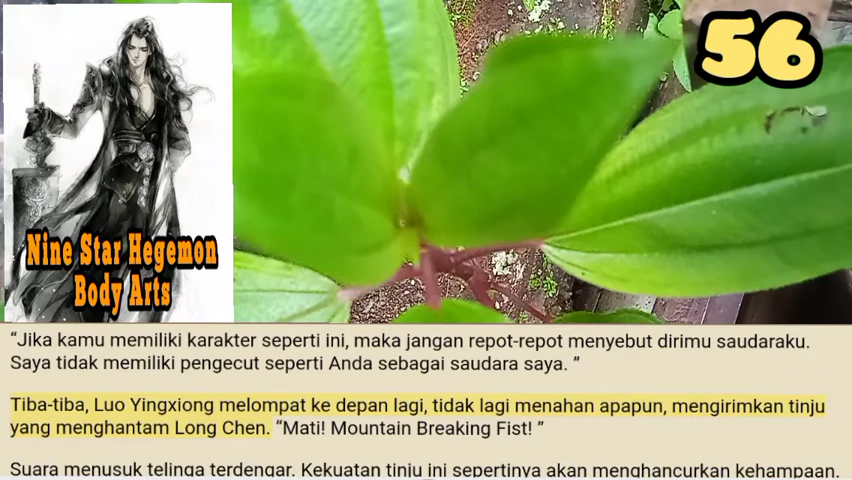 56
Nine Star Hegemon
Body Arts
“Jika kamu memiliki karakter seperti ini, maka jangan repot-repot menyebut dirimu saudaraku.
Saya tidak memiliki pengecut seperti Anda sebagai saudara saya. ”
Tiba-tiba, Luo Yingxiong melompat ke depan lagi, tidak lagi menahan apapun, mengirimkan tinju
yang menghantam Long Chen. “Mati! Mountain Breaking Fist! ”
Suara menusuk telinga terdengar. Kekuatan tinju ini sepertinya akan menghancurkan kehampaan.